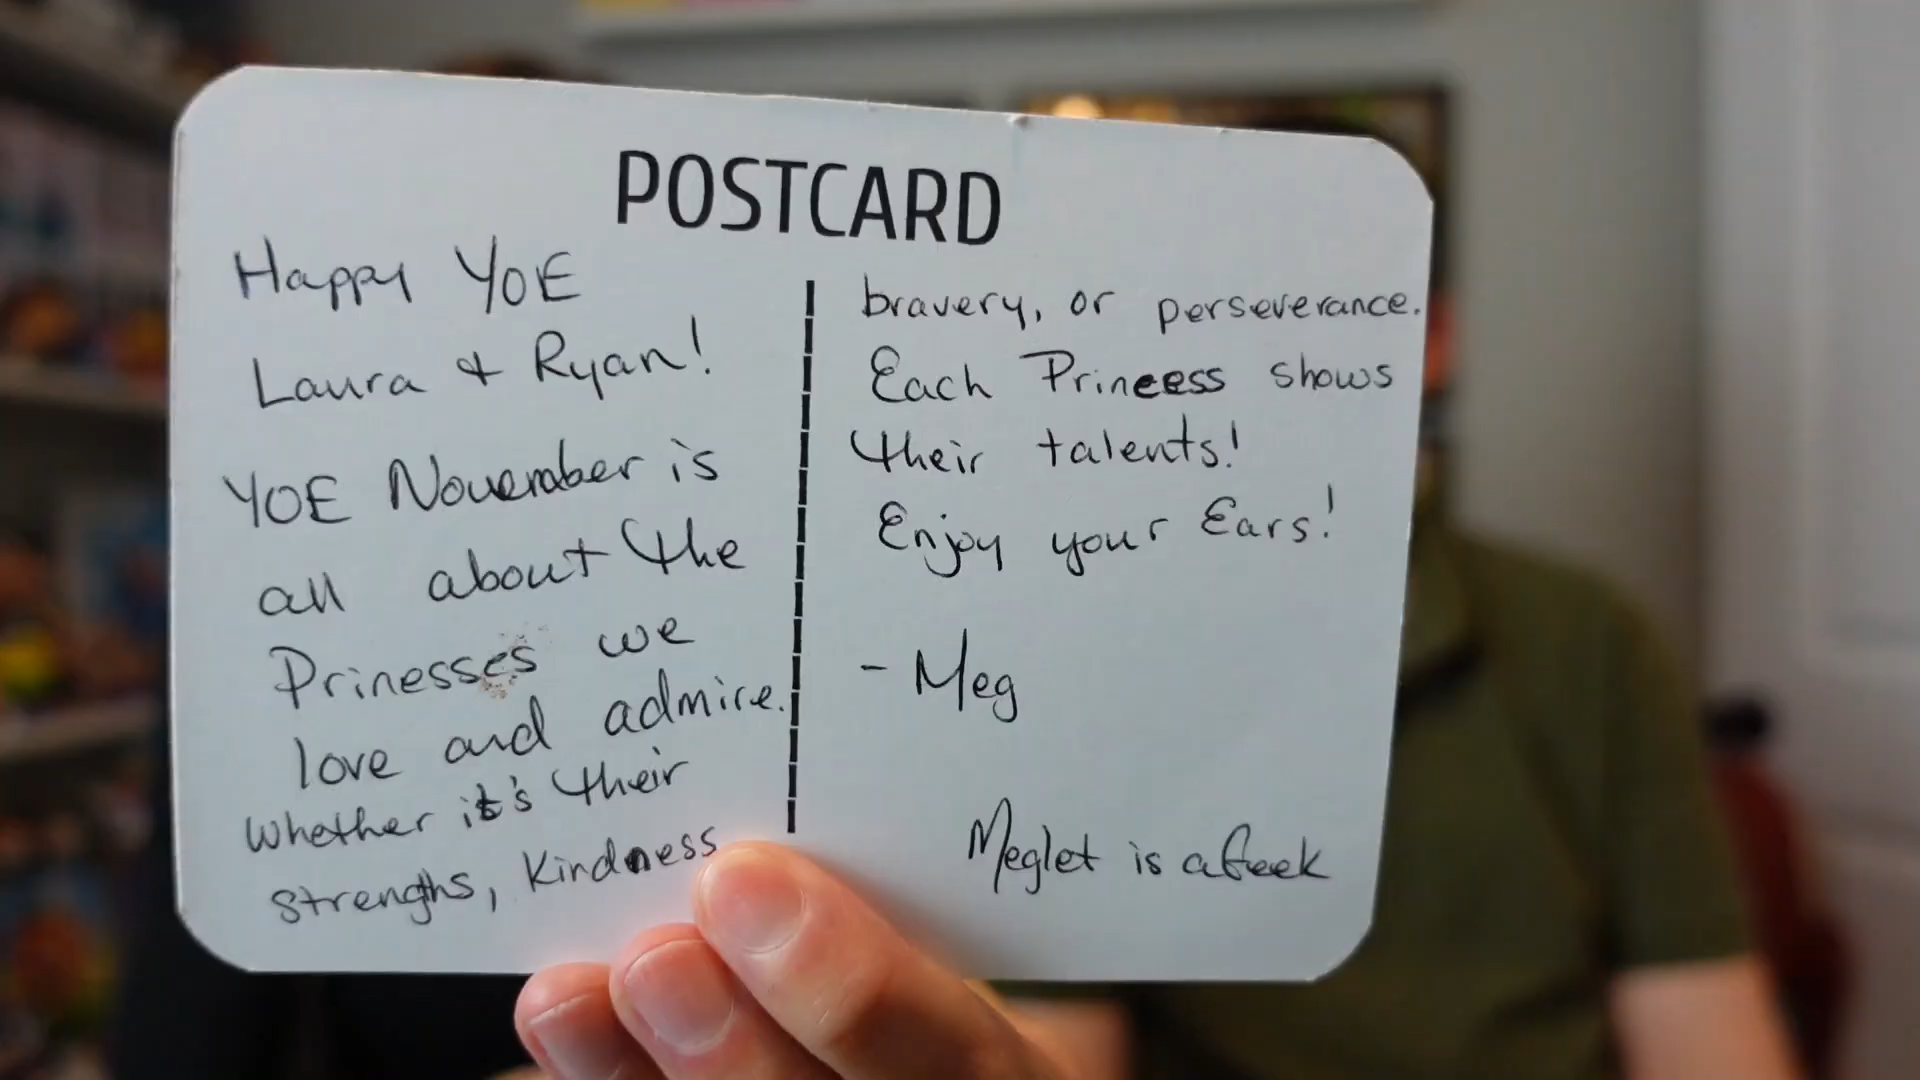 POSTCARD
Happy YOE
Laura & Ryan!
YOE November is
all about the
Prinesses we
love and admire.
Whether it's their
strengths, kindness
bravery, or perseverance.
Each Princess shows
their talents!
Enjoy your Ears!
- Meg
Meglet is a Geek